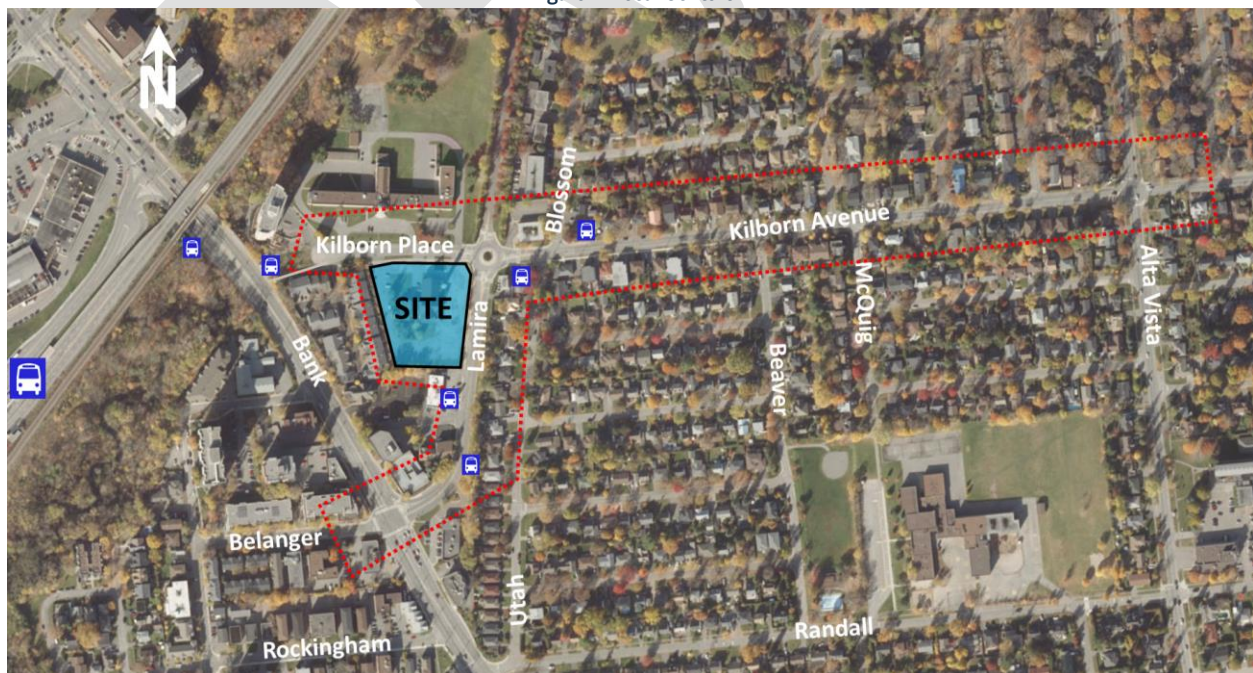 N
Blossom
Kilborn Avenue
Kilborn Place
SITE
Lamira
Bank
McQuig
Alta Vista
Beaver
Belanger
Utah
Randall
Rockingham